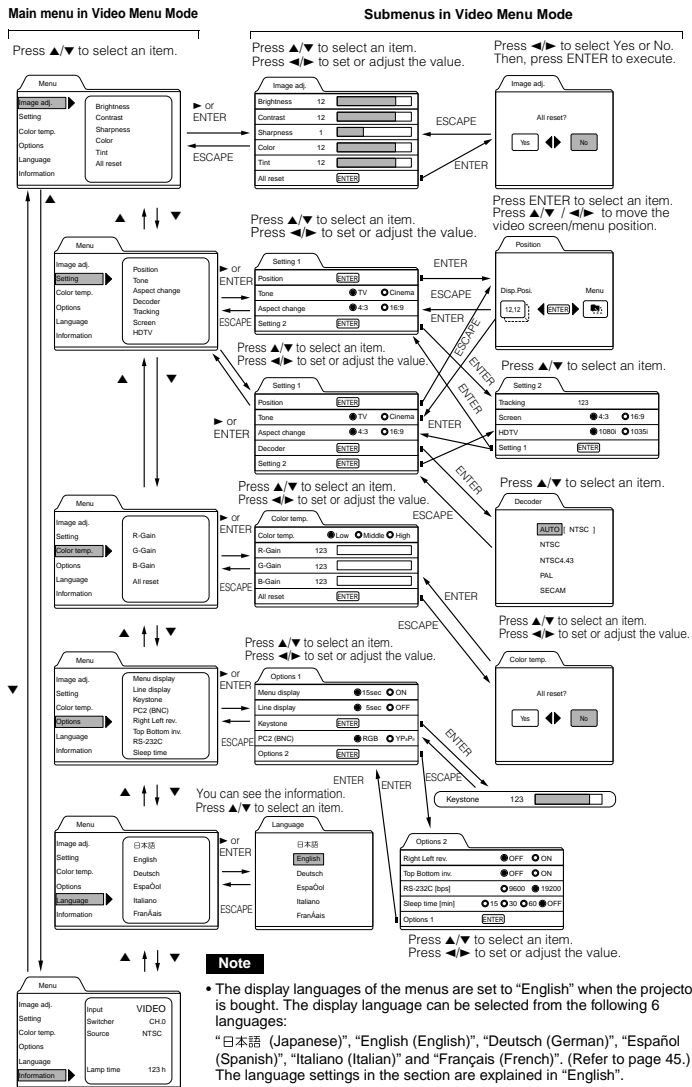 Main menu in Video Menu Mode
Submenus in Video Menu Mode
Press ▲/▼ to select an item.
Press ▲/▼ to select an item.
Press ◄/► to set or adjust the value.
Press ◄/► to select Yes or No.
Then, press ENTER to execute.
Menu
Image adj.
Setting
Color temp.
Options
Language
Information
Brightness
Contrast
Sharpness
Color
Tint
All reset
► or
ENTER
ESCAPE
Image adj.
Brightness 12
Contrast 12
Sharpness 1
Color 12
Tint 12
All reset ENTER
ESCAPE
ENTER
Image adj.
All reset?
Yes ◄► No
▲
▲ ▼
Press ▲/▼ to select an item.
Press ◄/► to set or adjust the value.
Press ENTER to select an item.
Press ▲/▼ / ◄/► to move the
video screen/menu position.
Menu
Image adj.
Setting
Color temp.
Options
Language
Information
Position
Tone
Aspect change
Decoder
Tracking
Screen
HDTV
► or
ENTER
ESCAPE
Setting 1
Position ENTER
Tone ◉TV ○Cinema
Aspect change ◉4:3 ○16:9
Setting 2 ENTER
ENTER
ESCAPE
ENTER
ESCAPE
ENTER
Position
Disp.Posi. Menu
12,12 ◄ ENTER ►
▲ ▼
Press ▲/▼ to select an item.
Press ◄/► to set or adjust the value.
► or
ENTER
Setting 1
Position ENTER
Tone ◉TV ○Cinema
Aspect change ◉4:3 ○16:9
Decoder ENTER
Setting 2 ENTER
ENTER
ENTER
ENTER
Press ▲/▼ to select an item.
Setting 2
Tracking 123
Screen ◉4:3 ○16:9
HDTV ◉1080i ○1035i
Setting 1 ENTER
Press ▲/▼ to select an item.
Press ◄/► to set or adjust the value.
ESCAPE
Press ▲/▼ to select an item.
Decoder
AUTO [ NTSC ]
NTSC
NTSC4.43
PAL
SECAM
Menu
Image adj.
Setting
Color temp.
Options
Language
Information
R-Gain
G-Gain
B-Gain
All reset
► or
ENTER
ESCAPE
Color temp.
Color temp. ◉Low ○Middle ○High
R-Gain 123
G-Gain 123
B-Gain 123
All reset ENTER
ENTER
ESCAPE
Press ▲/▼ to select an item.
Press ◄/► to set or adjust the value.
Color temp.
All reset?
Yes ◄► No
▲ ▼
Press ▲/▼ to select an item.
Press ◄/► to set or adjust the value.
▼
Menu
Image adj.
Setting
Color temp.
Options
Language
Information
Menu display
Line display
Keystone
PC2 (BNC)
Right Left rev.
Top Bottom inv.
RS-232C
Sleep time
► or
ENTER
ESCAPE
Options 1
Menu display ◉15sec ○ON
Line display ◉ 5sec ○OFF
Keystone ENTER
PC2 (BNC) ◉RGB ○YPBPR
Options 2 ENTER
ENTER
ESCAPE
ENTER
ENTER
Keystone 123
▲ ▼
You can see the information.
Press ▲/▼ to select an item.
Menu
Image adj.
Setting
Color temp.
Options
Language
Information
日本語
English
Deutsch
EspaÒol
Italiano
FranÁais
► or
ENTER
ESCAPE
Language
日本語
English
Deutsch
EspaÒol
Italiano
FranÁais
Options 2
Right Left rev. ◉OFF ○ON
Top Bottom inv. ◉OFF ○ON
RS-232C [bps] ○9600 ◉19200
Sleep time [min] ○15 ○30 ○60 ◉OFF
Options 1 ENTER
Press ▲/▼ to select an item.
Press ◄/► to set or adjust the value.
▲ ▼
Menu
Image adj.
Setting
Color temp.
Options
Language
Information
Input VIDEO
Switcher CH.0
Source NTSC
Lamp time 123 h
Note
• The display languages of the menus are set to “English” when the projecto
is bought. The display language can be selected from the following 6
languages:
“日本語 (Japanese)”, “English (English)”, “Deutsch (German)”, “Español
(Spanish)”, “Italiano (Italian)” and “Français (French)”. (Refer to page 45.)
The language settings in the section are explained in “English”.